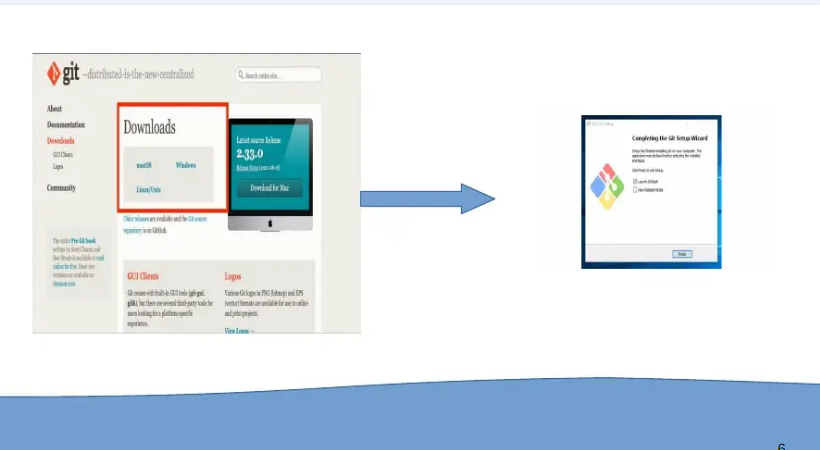 git --distributed-is-the-new-centralized
Search entire site...
About
Documentation
Downloads
GUI Clients
Logos
Community
The entire Pro Git book
written by Scott Chacon and
Ben Straub is available to read
online for free. Dead tree
versions are available on
Amazon.com.
Downloads
macOS
Windows
Linux/Unix
Older releases are available and the Git source
repository is on GitHub.
Latest source Release
2.33.0
Release Notes
Download for Mac
GUI Clients
Git comes with built-in GUI tools (git-gui,
gitk), but there are several third-party tools for
users looking for a platform-specific
experience.
Logos
Various Git logos in PNG (bitmap) and EPS
(vector) formats are available for use in online
and print projects.
View Logos →
Completing the Git Setup Wizard
Launch Git Bash
View Release Notes
Finish
6